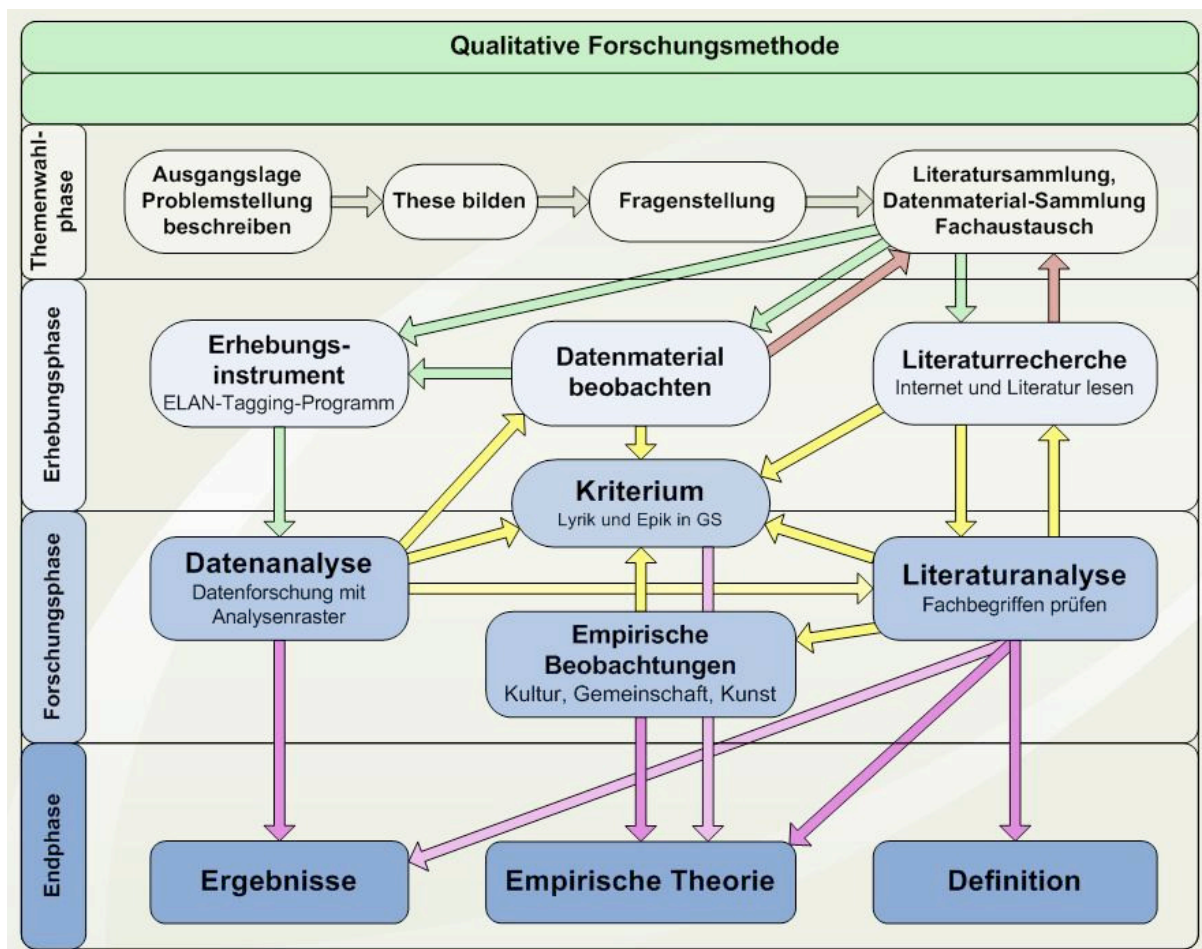 Qualitative Forschungsmethode
Themenwahl-
phase
Ausgangslage
Problemstellung
beschreiben
These bilden
Fragenstellung
Literatursammlung,
Datenmaterial-Sammlung
Fachaustausch
Erhebungsphase
Erhebungs-
instrument
ELAN-Tagging-Programm
Datenmaterial
beobachten
Literaturrecherche
Internet und Literatur lesen
Kriterium
Lyrik und Epik in GS
Forschungsphase
Datenanalyse
Datenforschung mit
Analysenraster
Empirische
Beobachtungen
Kultur, Gemeinschaft, Kunst
Literaturanalyse
Fachbegriffen prüfen
Endphase
Ergebnisse
Empirische Theorie
Definition